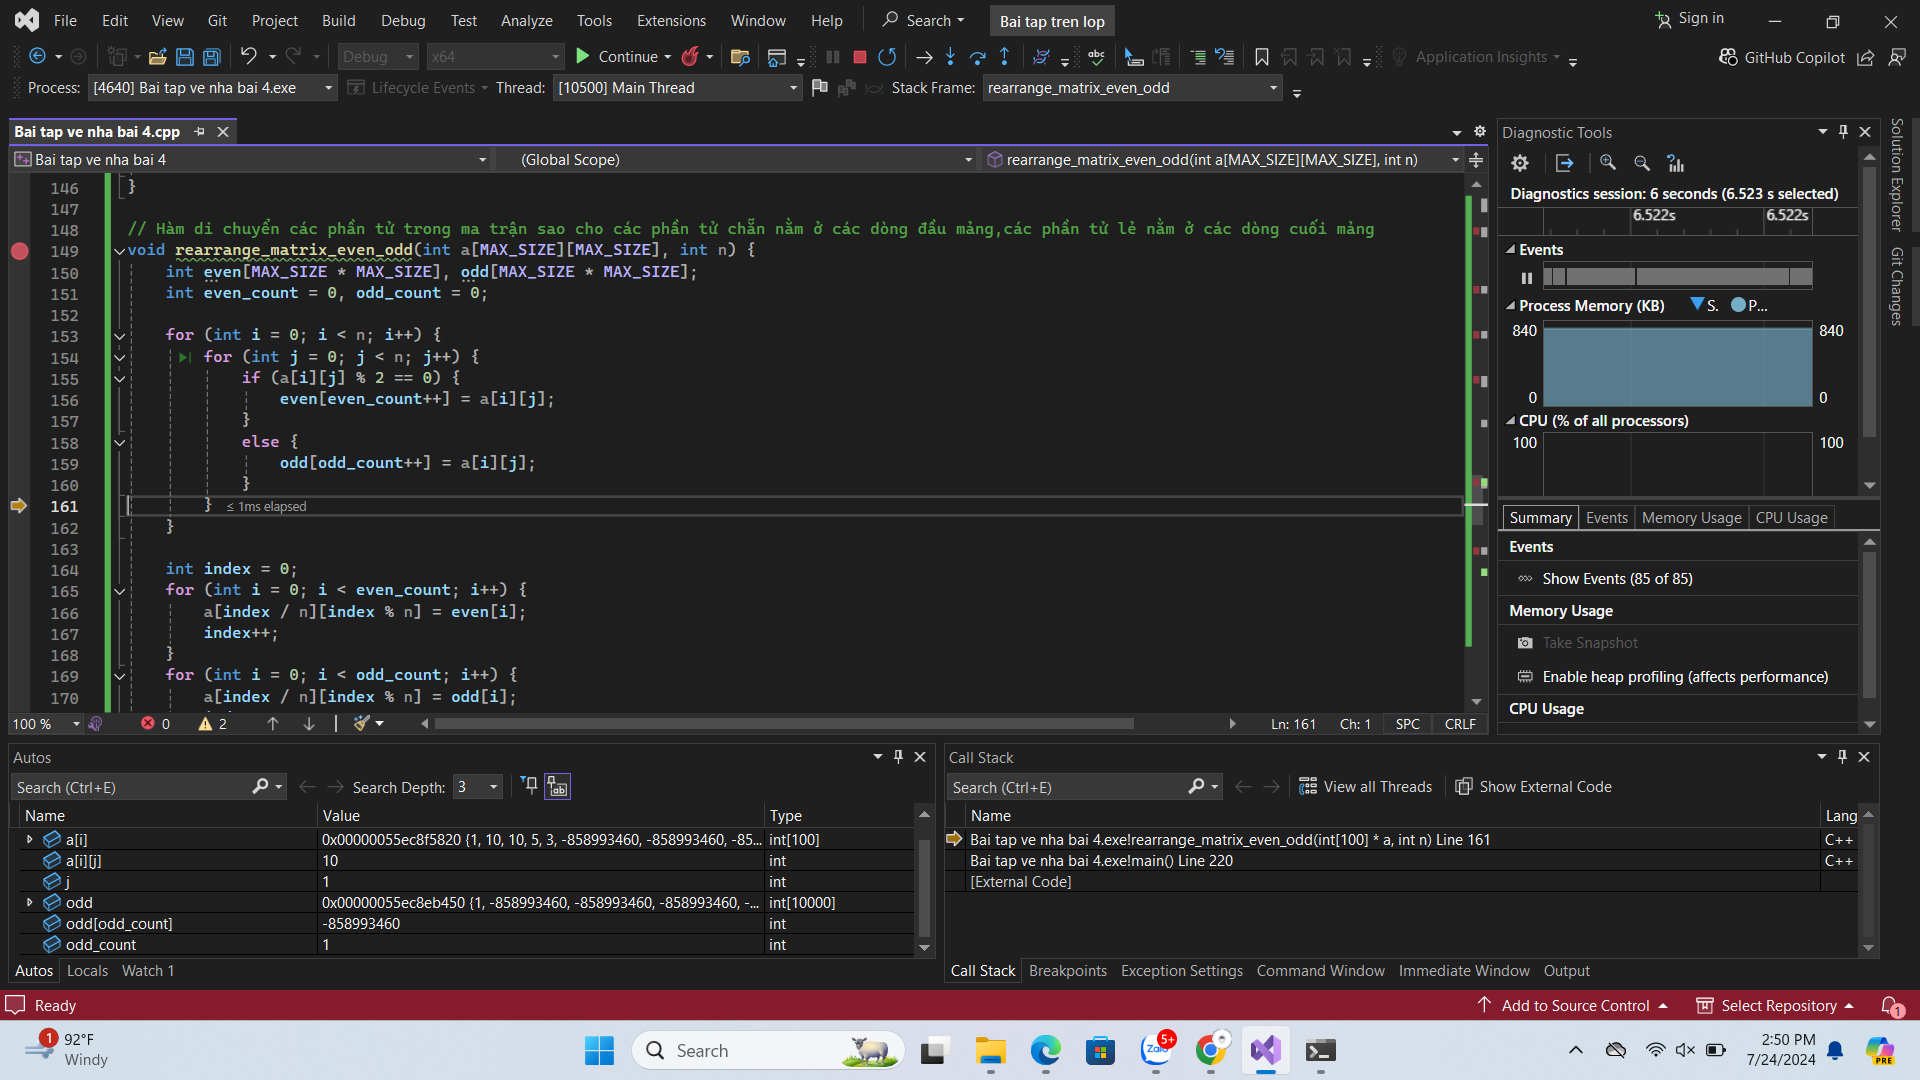 File Edit View Git Project Build Debug Test Analyze Tools Extensions Window Help Search Bai tap tren lop Sign in
Debug x64 Continue Application Insights GitHub Copilot
Process: [4640] Bai tap ve nha bai 4.exe Lifecycle Events Thread: [10500] Main Thread Stack Frame: rearrange_matrix_even_odd
Bai tap ve nha bai 4.cpp
Bai tap ve nha bai 4 (Global Scope) rearrange_matrix_even_odd(int a[MAX_SIZE][MAX_SIZE], int n)
146 }
147
148 // Hàm di chuyển các phần tử trong ma trận sao cho các phần tử chẵn nằm ở các dòng đầu mảng,các phần tử lẻ nằm ở các dòng cuối mảng
149 void rearrange_matrix_even_odd(int a[MAX_SIZE][MAX_SIZE], int n) {
150 int even[MAX_SIZE * MAX_SIZE], odd[MAX_SIZE * MAX_SIZE];
151 int even_count = 0, odd_count = 0;
152
153 for (int i = 0; i < n; i++) {
154 for (int j = 0; j < n; j++) {
155 if (a[i][j] % 2 == 0) {
156 even[even_count++] = a[i][j];
157 }
158 else {
159 odd[odd_count++] = a[i][j];
160 }
161 } ≤ 1ms elapsed
162 }
163
164 int index = 0;
165 for (int i = 0; i < even_count; i++) {
166 a[index / n][index % n] = even[i];
167 index++;
168 }
169 for (int i = 0; i < odd_count; i++) {
170 a[index / n][index % n] = odd[i];
100 % 0 2 Ln: 161 Ch: 1 SPC CRLF
Diagnostic Tools
Diagnostics session: 6 seconds (6.523 s selected)
6.522s 6.522s
Events
Process Memory (KB) S. P...
840 840
0 0
CPU (% of all processors)
100 100
Summary Events Memory Usage CPU Usage
Events
Show Events (85 of 85)
Memory Usage
Take Snapshot
Enable heap profiling (affects performance)
CPU Usage
Solution Explorer
Git Changes
Autos
Search (Ctrl+E) Search Depth: 3
Name Value Type
a[i] 0x00000055ec8f5820 {1, 10, 10, 5, 3, -858993460, -858993460, -85... int[100]
a[i][j] 10 int
j 1 int
odd 0x00000055ec8eb450 {1, -858993460, -858993460, -858993460, -... int[10000]
odd[odd_count] -858993460 int
odd_count 1 int
Autos Locals Watch 1
Call Stack
Search (Ctrl+E) View all Threads Show External Code
Name Lang
Bai tap ve nha bai 4.exe!rearrange_matrix_even_odd(int[100] * a, int n) Line 161 C++
Bai tap ve nha bai 4.exe!main() Line 220 C++
[External Code]
Call Stack Breakpoints Exception Settings Command Window Immediate Window Output
Ready Add to Source Control Select Repository 1
1 92°F
Windy
Search
Zalo 5+
PRE
2:50 PM
7/24/2024